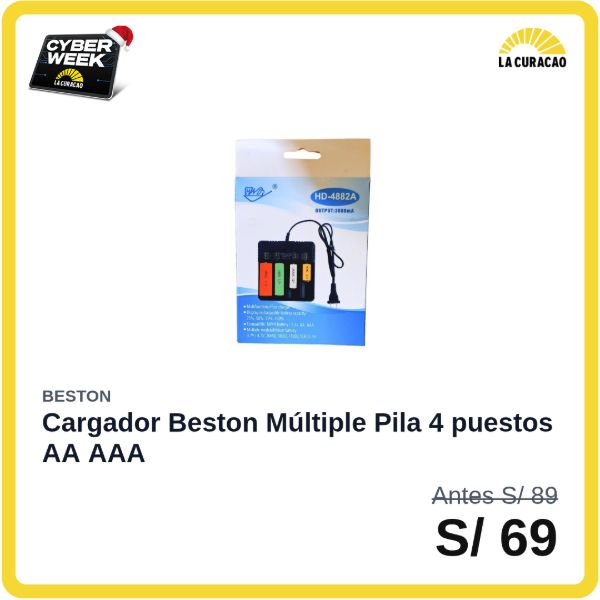 CYBER
WEEK
LA CURACAO
LA CURACAO
HD-4882A
BESTON
Cargador Beston Múltiple Pila 4 puestos
AA AAA
Antes S/ 89
S/ 69